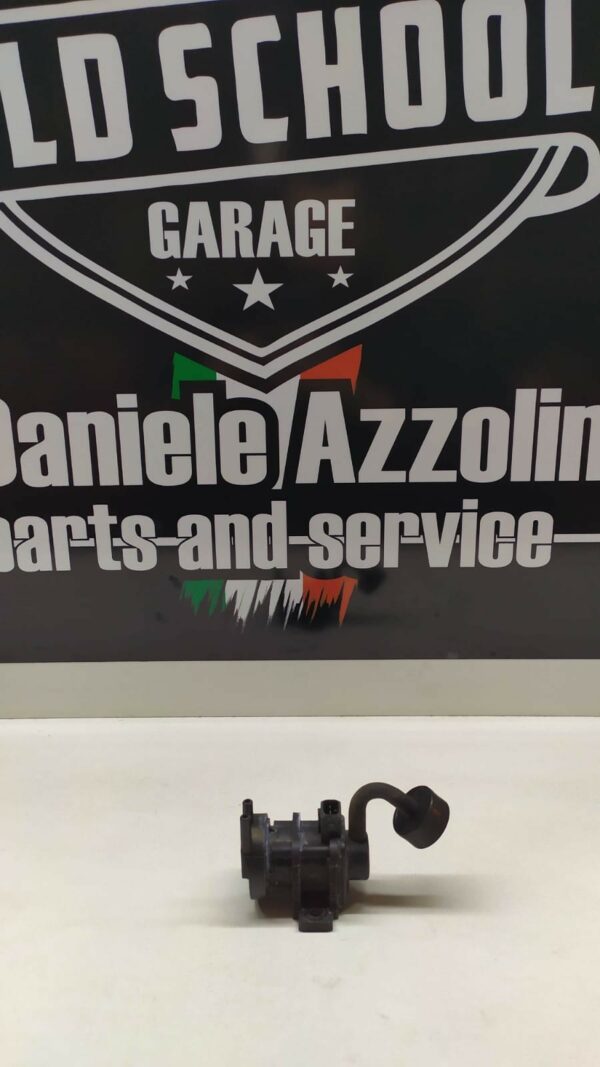 LD SCHOOL
GARAGE
Daniele Azzolin
parts and service